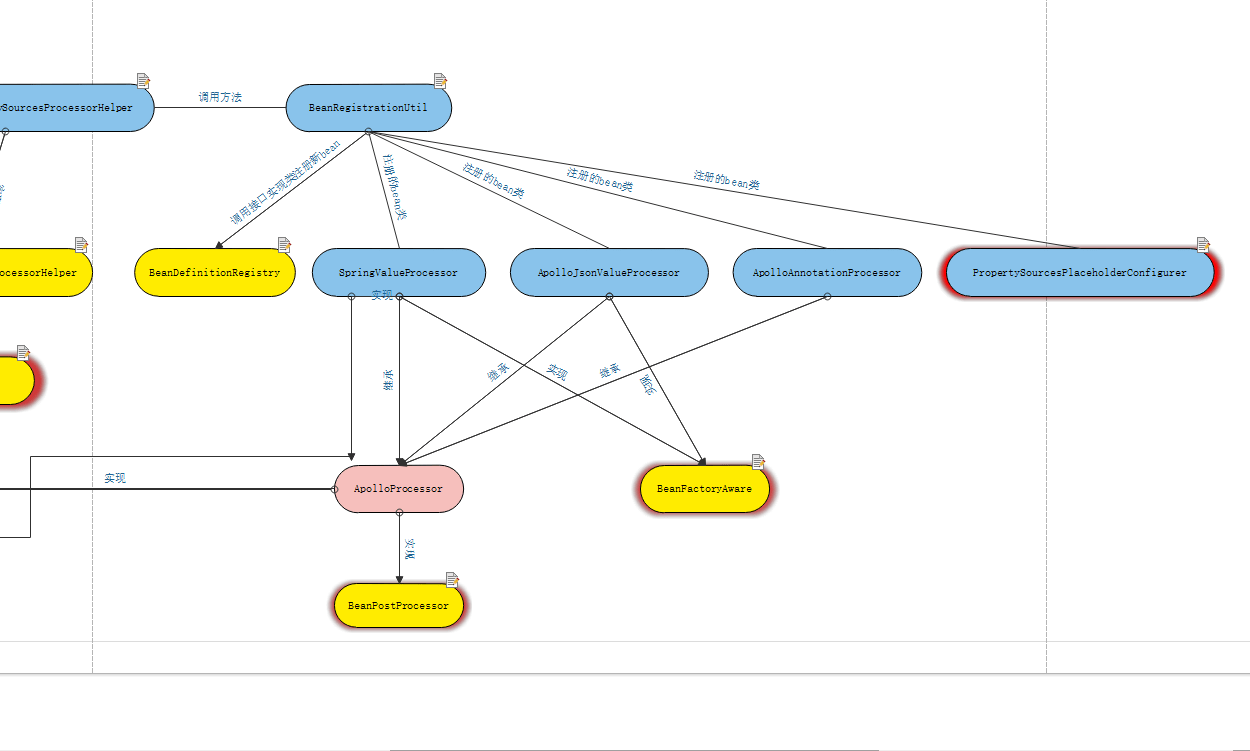 ySourcesProcessorHelper
调用方法
BeanRegistrationUtil
调用接口实现类注册新bean
注册的bean类
注册的bean类
注册的bean类
注册的bean类
ocessorHelper
BeanDefinitionRegistry
SpringValueProcessor
ApolloJsonValueProcessor
ApolloAnnotationProcessor
PropertySourcesPlaceholderConfigurer
实现
继承
继承
实现
继承
实现
实现
ApolloProcessor
BeanFactoryAware
实现
BeanPostProcessor